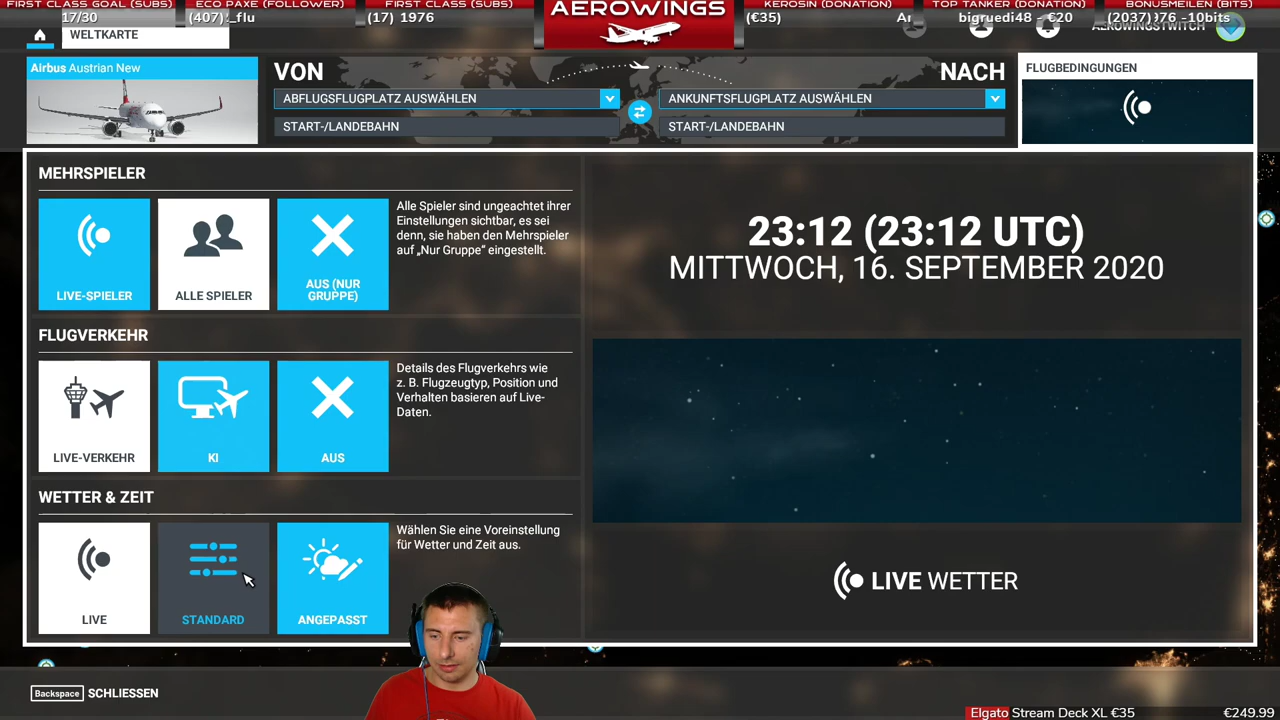 FIRST CLASS GOAL (SUBS)
17/30
ECO PAXE (FOLLOWER)
(407)
_flu
FIRST CLASS (SUBS)
(17) 1976
AEROWINGS
KEROSIN (DONATION)
(€35)
TOP TANKER (DONATION)
bigruedi48 - €20
BONUSMEILEN (BITS)
(2037)
976 -10bits
WELTKARTE
AEROWINGSTWITCH
Airbus Austrian New
VON
ABFLUGSFLUGPLATZ AUSWÄHLEN
START-/LANDEBAHN
NACH
ANKUNFTSFLUGPLATZ AUSWÄHLEN
START-/LANDEBAHN
FLUGBEDINGUNGEN
MEHRSPIELER
LIVE-SPIELER
ALLE SPIELER
AUS (NUR
GRUPPE)
Alle Spieler sind ungeachtet ihrer
Einstellungen sichtbar, es sei
denn, sie haben den Mehrspieler
auf „Nur Gruppe" eingestellt.
FLUGVERKEHR
LIVE-VERKEHR
KI
AUS
Details des Flugverkehrs wie
z. B. Flugzeugtyp, Position und
Verhalten basieren auf Live-
Daten.
WETTER & ZEIT
LIVE
STANDARD
ANGEPASST
Wählen Sie eine Voreinstellung
für Wetter und Zeit aus.
23:12 (23:12 UTC)
MITTWOCH, 16. SEPTEMBER 2020
LIVE WETTER
Backspace SCHLIESSEN
Elgato Stream Deck XL €35
€249.99